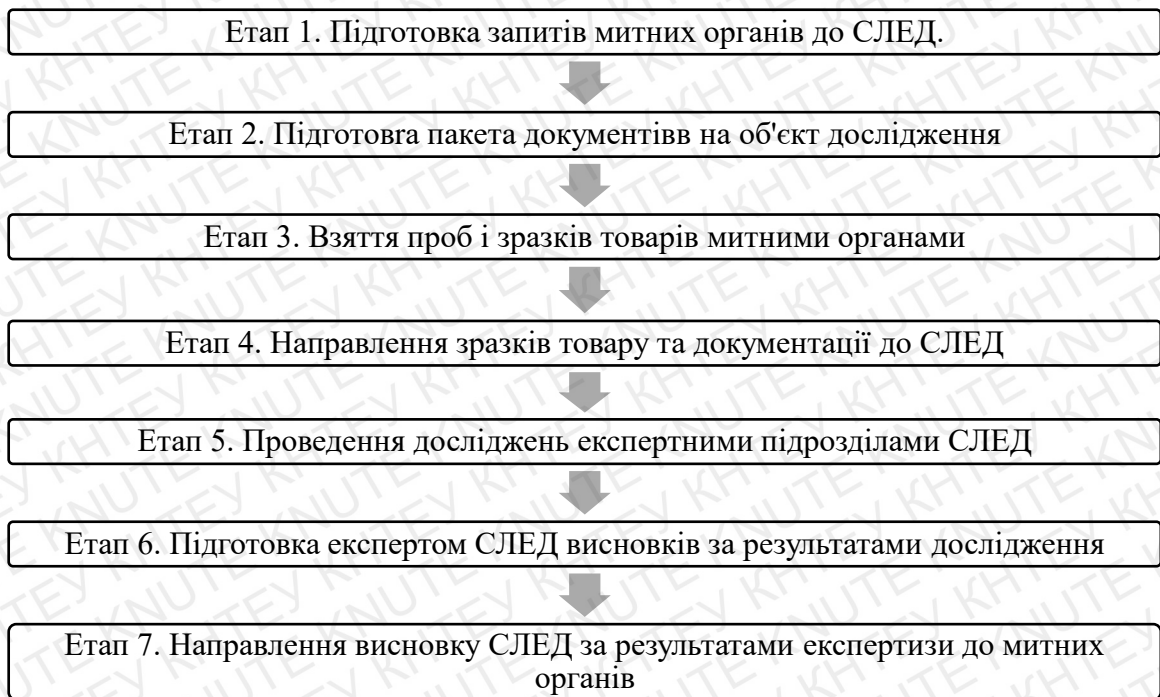 Етап 1. Підготовка запитів митних органів до СЛЕД.
Етап 2. Підготовга пакета документівв на об'єкт дослідження
Етап 3. Взяття проб і зразків товарів митними органами
Етап 4. Направлення зразків товару та документації до СЛЕД
Етап 5. Проведення досліджень експертними підрозділами СЛЕД
Етап 6. Підготовка експертом СЛЕД висновків за результатами дослідження
Етап 7. Направлення висновку СЛЕД за результатами експертизи до митних
органів